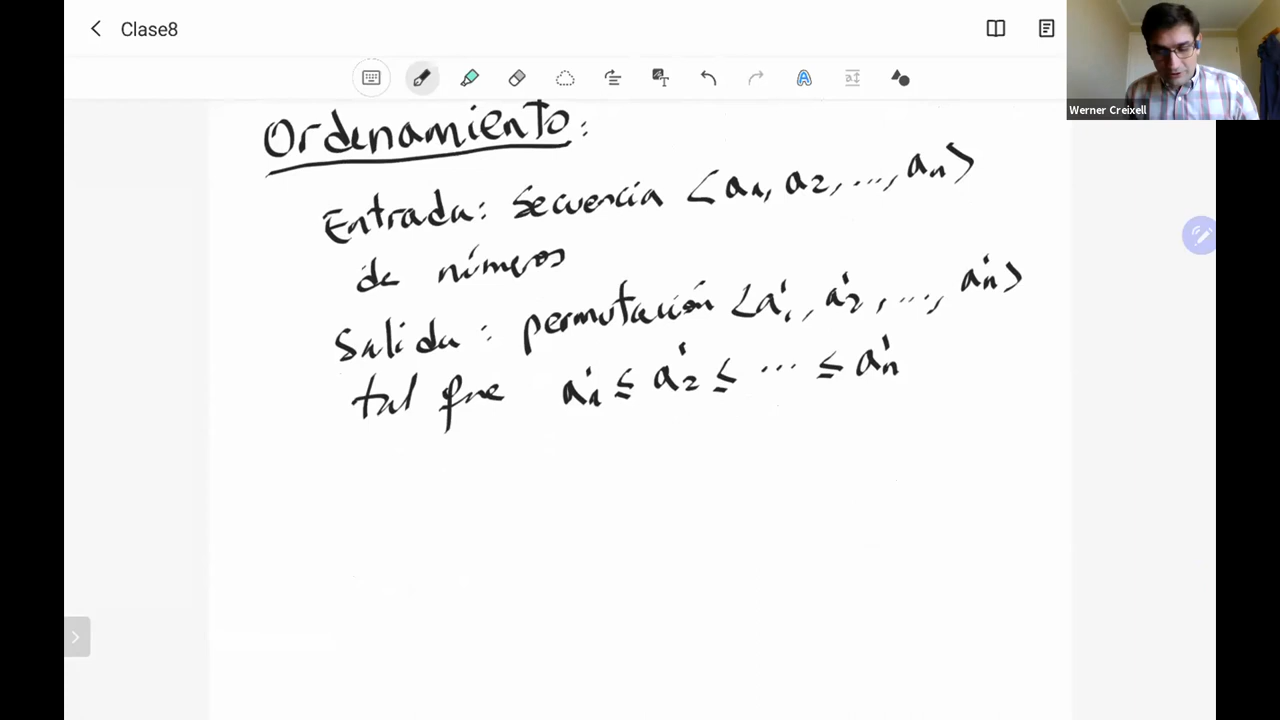 Clase8
Werner Creixell
Ordenamiento:
Entrada: Secuencia <a1, a2, ..., an>
de números
Salida: permutación <a'1, a'2, ..., a'n>
tal que a'1 ≤ a'2 ≤ ... ≤ a'n